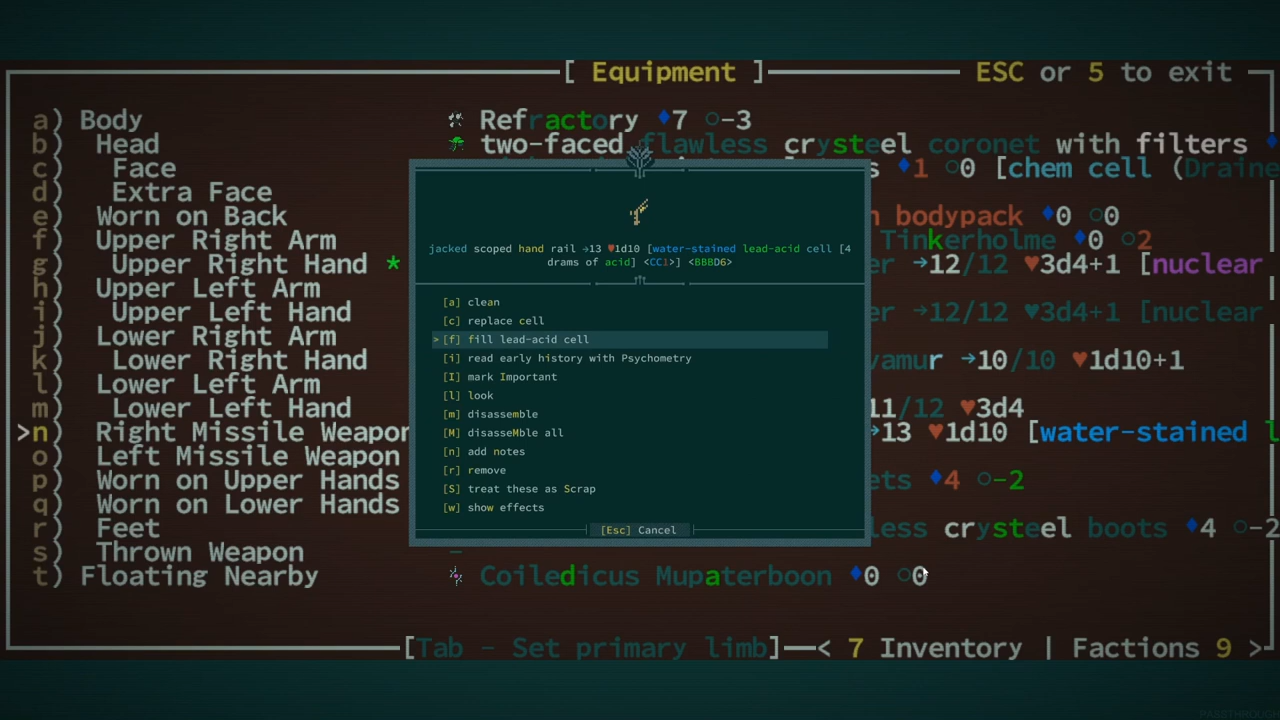 [ Equipment ] ESC or 5 to exit
a) Body Refractory ♦7 ○-3
b) Head two-faced flawless crysteel coronet with filters ♦
c) Face s ♦1 ○0 [chem cell (Draine
d) Extra Face
e) Worn on Back n bodypack ♦0 ○0
f) Upper Right Arm Tinkerholme ♦0 ○2
g) Upper Right Hand * er →12/12 ♥3d4+1 [nuclear
h) Upper Left Arm
i) Upper Left Hand er →12/12 ♥3d4+1 [nuclear
j) Lower Right Arm
k) Lower Right Hand vamur →10/10 ♥1d10+1
l) Lower Left Arm
m) Lower Left Hand 11/12 ♥3d4
>n) Right Missile Weapon →13 ♥1d10 [water-stained l
o) Left Missile Weapon
p) Worn on Upper Hands ets ♦4 ○-2
q) Worn on Lower Hands
r) Feet less crysteel boots ♦4 ○-2
s) Thrown Weapon –
t) Floating Nearby Coiledicus Mupaterboon ♦0 ○0
[Tab - Set primary limb] < 7 Inventory | Factions 9 >
jacked scoped hand rail →13 ♥1d10 [water-stained lead-acid cell [4
drams of acid] <CC1>] <BBBD6>
[a] clean
[c] replace cell
> [f] fill lead-acid cell
[i] read early history with Psychometry
[I] mark Important
[l] look
[m] disassemble
[M] disasseMble all
[n] add notes
[r] remove
[S] treat these as Scrap
[w] show effects
[Esc] Cancel